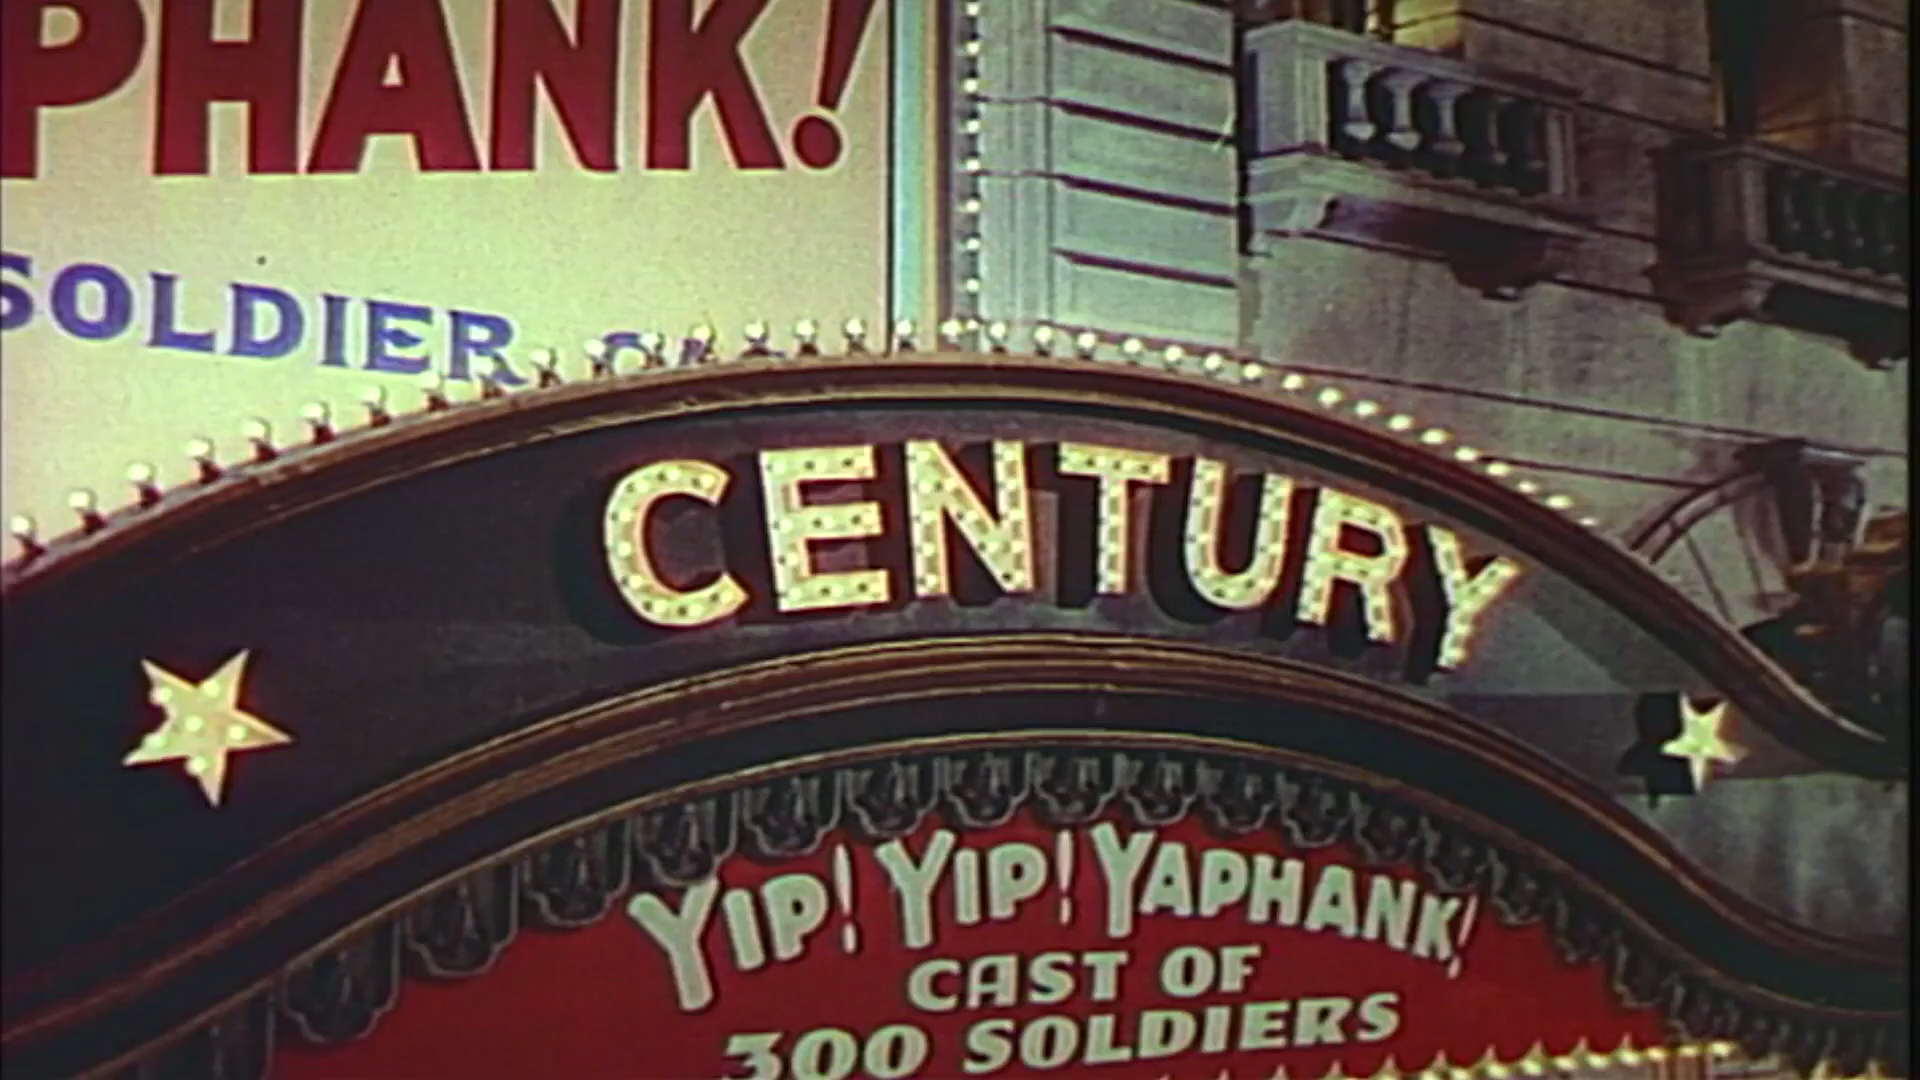 PHANK!
SOLDIER
CENTURY
YIP! YIP! YAPHANK!
CAST OF
300 SOLDIERS